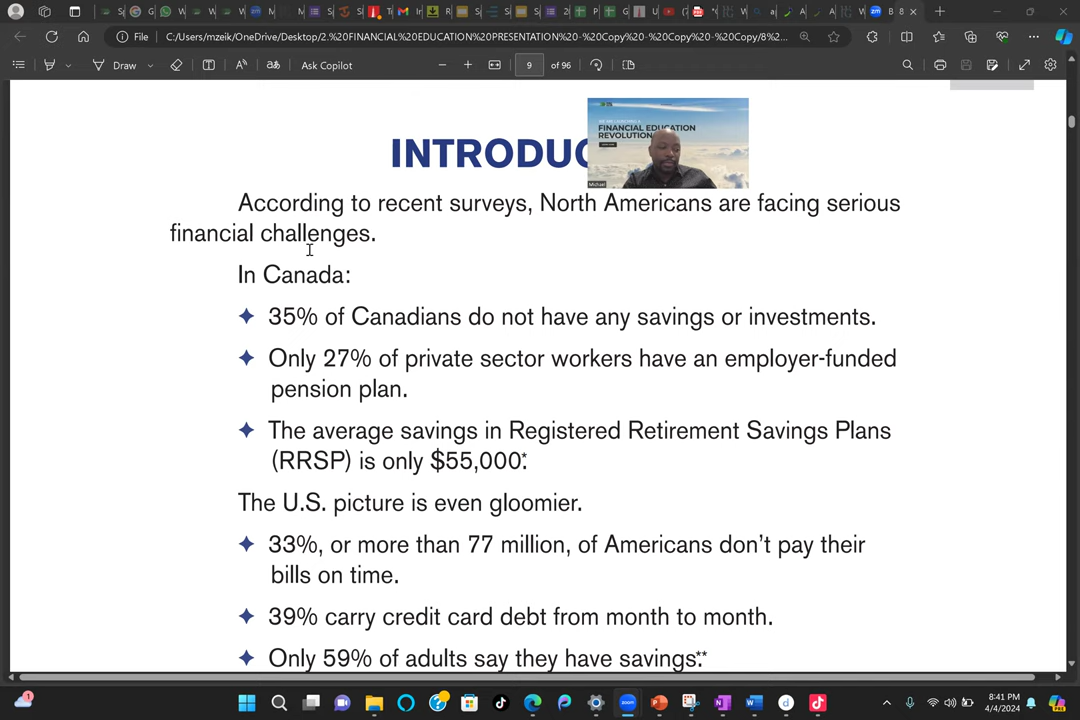 File
C:/Users/mzeik/OneDrive/Desktop/2.%20FINANCIAL%20EDUCATION%20PRESENTATION%20-%20Copy%20-%20Copy%20-%20Copy/8%2...
Draw
Ask Copilot
9
of 96
FINANCIAL EDUCATION
REVOLUTION
Michael
INTRODUC
According to recent surveys, North Americans are facing serious
financial challenges.
In Canada:
35% of Canadians do not have any savings or investments.
Only 27% of private sector workers have an employer-funded
pension plan.
The average savings in Registered Retirement Savings Plans
(RRSP) is only $55,000*.
The U.S. picture is even gloomier.
33%, or more than 77 million, of Americans don't pay their
bills on time.
39% carry credit card debt from month to month.
Only 59% of adults say they have savings.**
8:41 PM
4/4/2024